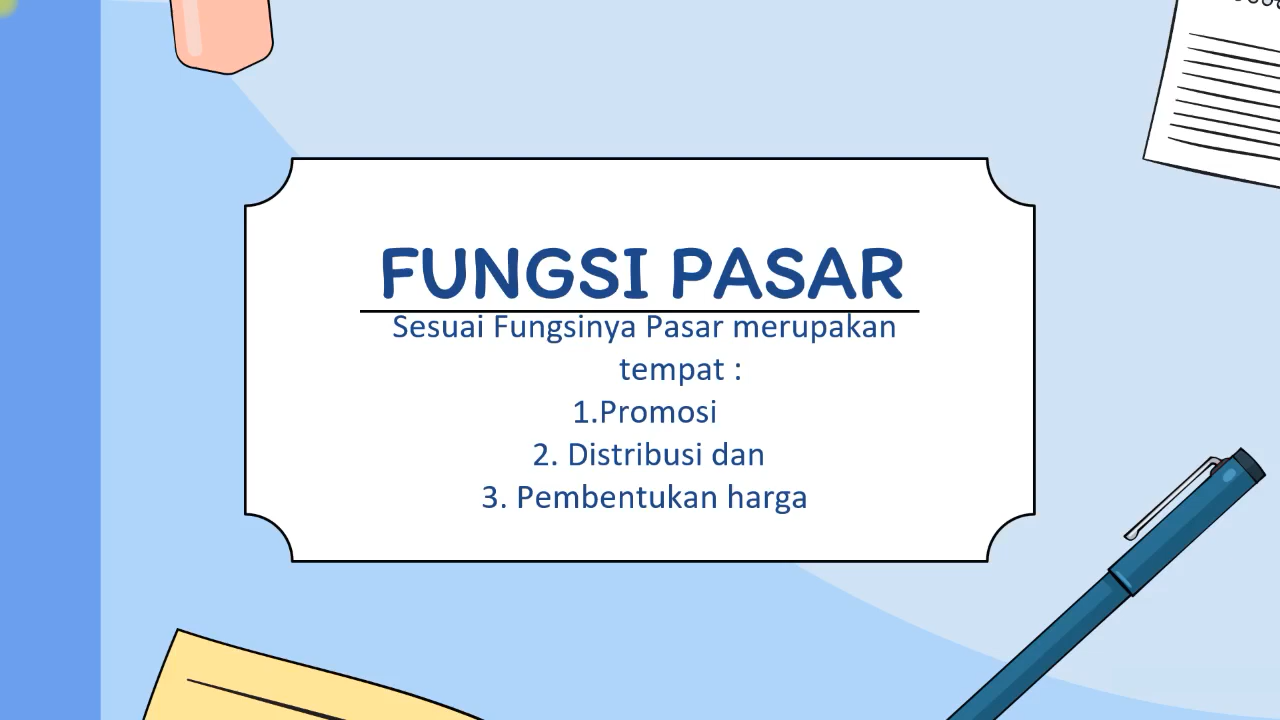 FUNGSI PASAR
Sesuai Fungsinya Pasar merupakan
tempat :
1.Promosi
2. Distribusi dan
3. Pembentukan harga